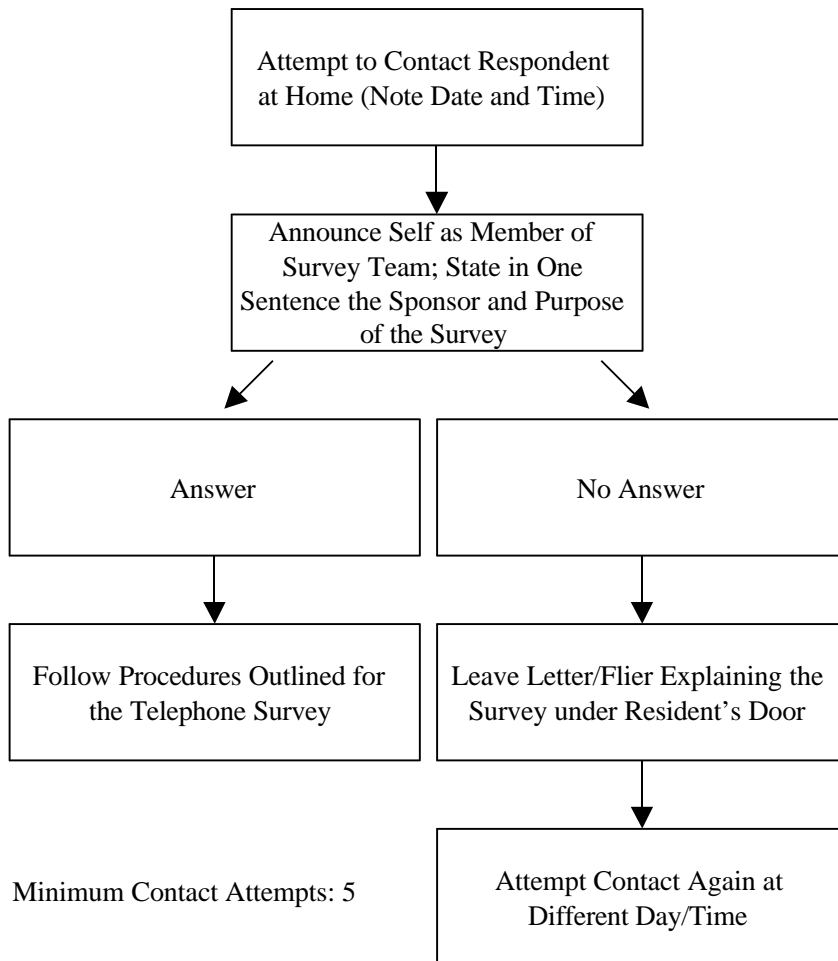 Attempt to Contact Respondent
at Home (Note Date and Time)
Announce Self as Member of
Survey Team; State in One
Sentence the Sponsor and Purpose
of the Survey
Answer
No Answer
Follow Procedures Outlined for
the Telephone Survey
Leave Letter/Flier Explaining the
Survey under Resident’s Door
Minimum Contact Attempts: 5
Attempt Contact Again at
Different Day/Time